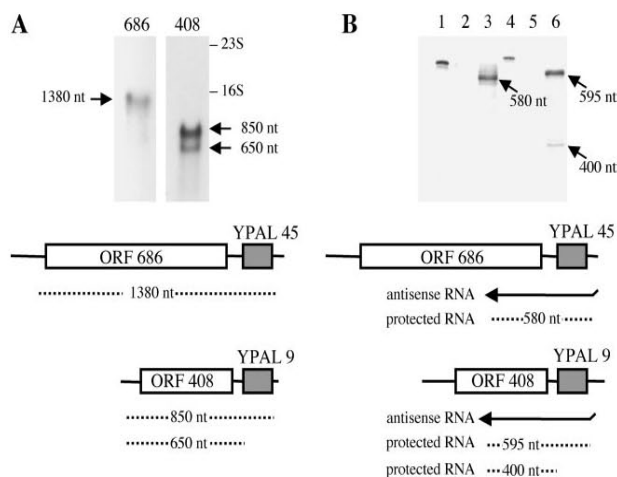 A
686 408
23S
16S
1380 nt
850 nt
650 nt
YPAL 45
ORF 686
1380 nt
YPAL 9
ORF 408
850 nt
650 nt
B
1 2 3 4 5 6
580 nt
595 nt
400 nt
YPAL 45
ORF 686
antisense RNA
protected RNA 580 nt
YPAL 9
ORF 408
antisense RNA
protected RNA 595 nt
protected RNA 400 nt